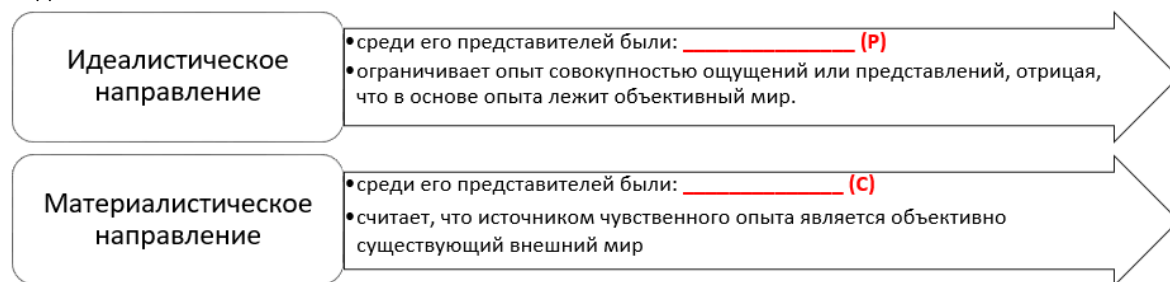 Идеалистическое
направление
•среди его представителей были: _______________ (Р)
•ограничивает опыт совокупностью ощущений или представлений, отрицая,
что в основе опыта лежит объективный мир.
Материалистическое
направление
•среди его представителей были: ______________ (С)
•считает, что источником чувственного опыта является объективно
существующий внешний мир